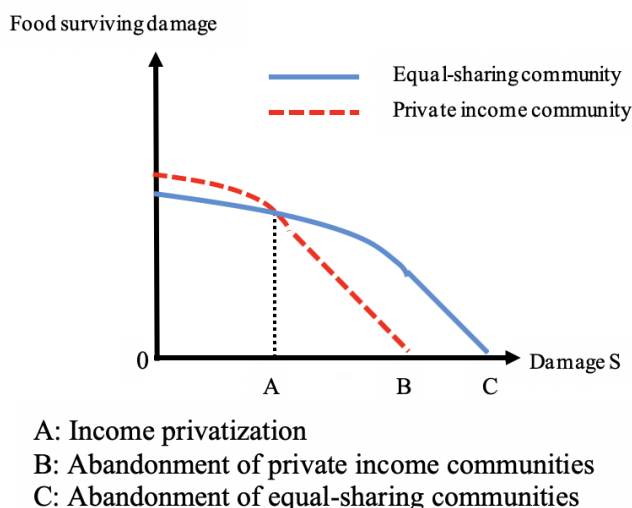 Food surviving damage
Equal-sharing community
Private income community
0
Damage S
A
B
C
A: Income privatization
B: Abandonment of private income communities
C: Abandonment of equal-sharing communities